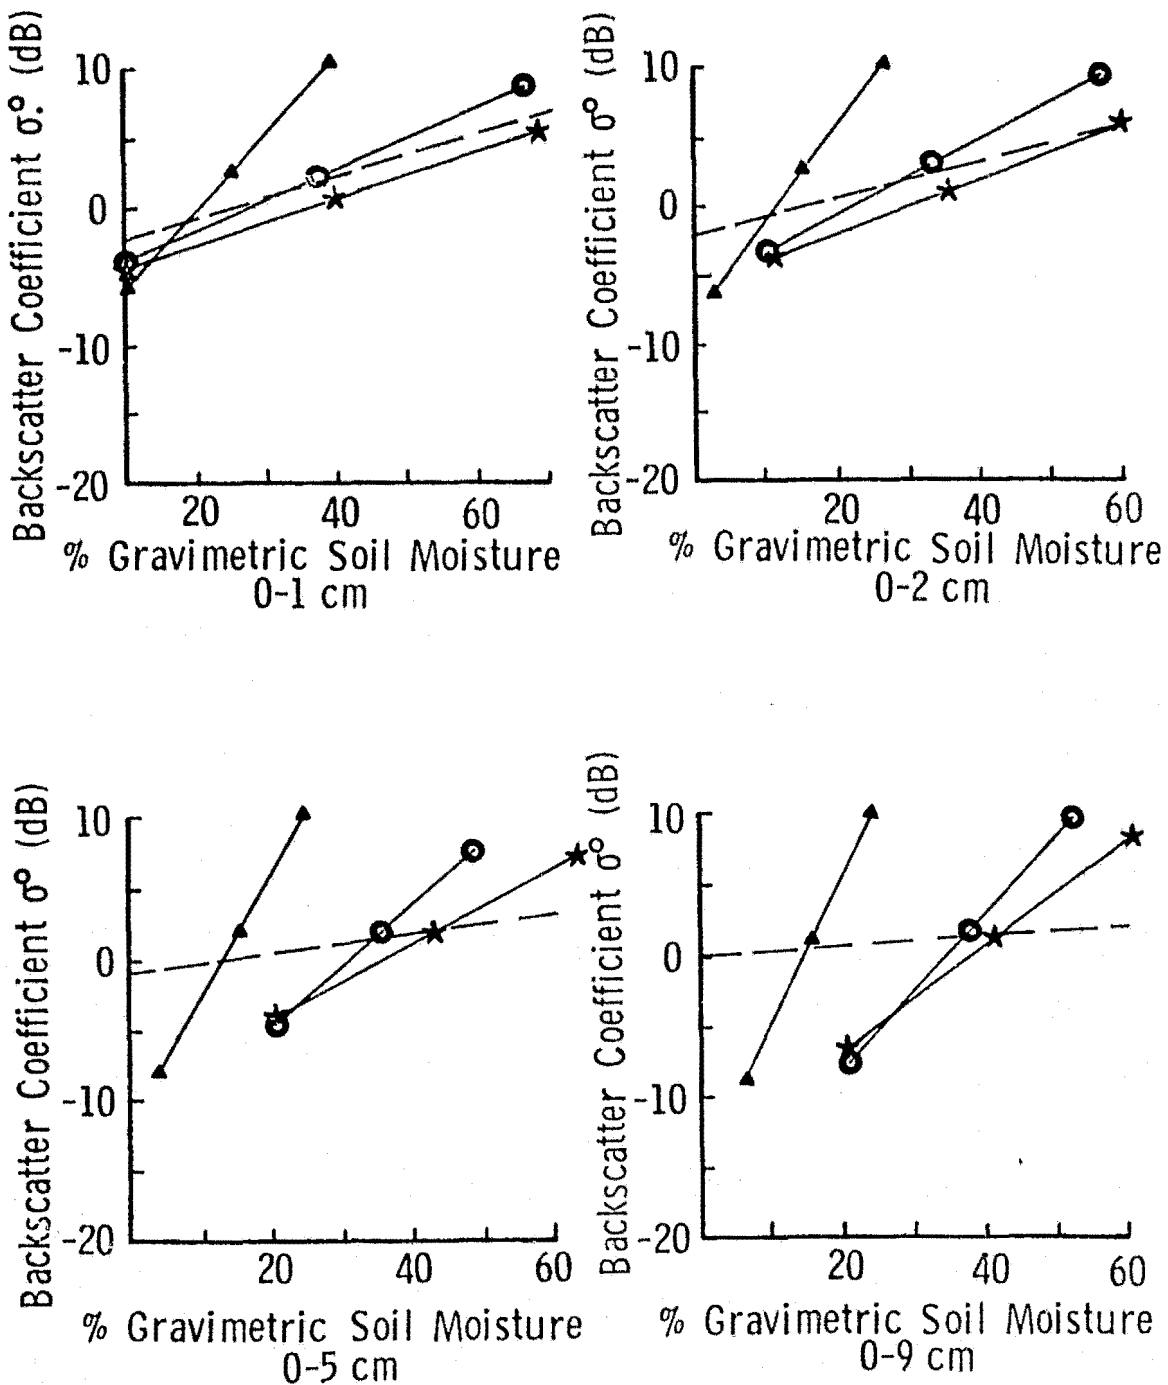 Backscatter Coefficient σ.° (dB)
10
0
-10
-20
20 40 60
% Gravimetric Soil Moisture
0-1 cm
Backscatter Coefficient σ° (dB)
10
0
-10
-20
20 40 60
% Gravimetric Soil Moisture
0-2 cm
Backscatter Coefficient σ° (dB)
10
0
-10
-20
20 40 60
% Gravimetric Soil Moisture
0-5 cm
Backscatter Coefficient σ° (dB)
10
0
-10
-20
20 40 60
% Gravimetric Soil Moisture
0-9 cm